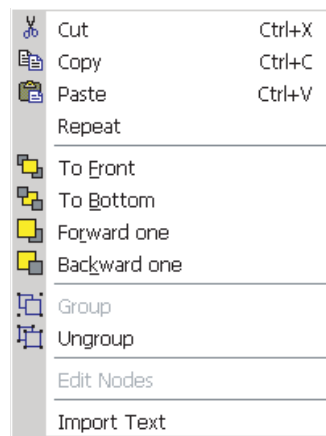 Cut Ctrl+X
Copy Ctrl+C
Paste Ctrl+V
Repeat
To Front
To Bottom
Forward one
Backward one
Group
Ungroup
Edit Nodes
Import Text